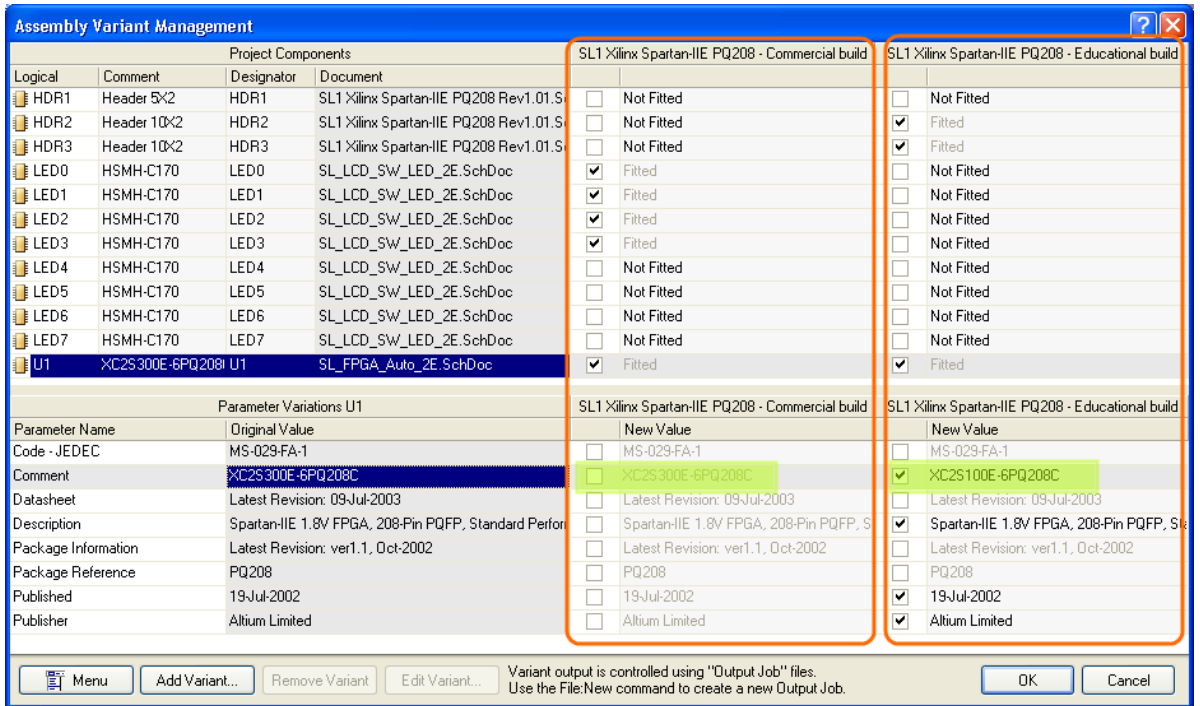 Assembly Variant Management
Project Components SL1 Xilinx Spartan-IIE PQ208 - Commercial build SL1 Xilinx Spartan-IIE PQ208 - Educational build
Logical Comment Designator Document
HDR1 Header 5X2 HDR1 SL1 Xilinx Spartan-IIE PQ208 Rev1.01.S Not Fitted Not Fitted
HDR2 Header 10X2 HDR2 SL1 Xilinx Spartan-IIE PQ208 Rev1.01.S Not Fitted Fitted
HDR3 Header 10X2 HDR3 SL1 Xilinx Spartan-IIE PQ208 Rev1.01.S Not Fitted Fitted
LED0 HSMH-C170 LED0 SL_LCD_SW_LED_2E.SchDoc Fitted Not Fitted
LED1 HSMH-C170 LED1 SL_LCD_SW_LED_2E.SchDoc Fitted Not Fitted
LED2 HSMH-C170 LED2 SL_LCD_SW_LED_2E.SchDoc Fitted Not Fitted
LED3 HSMH-C170 LED3 SL_LCD_SW_LED_2E.SchDoc Fitted Not Fitted
LED4 HSMH-C170 LED4 SL_LCD_SW_LED_2E.SchDoc Not Fitted Not Fitted
LED5 HSMH-C170 LED5 SL_LCD_SW_LED_2E.SchDoc Not Fitted Not Fitted
LED6 HSMH-C170 LED6 SL_LCD_SW_LED_2E.SchDoc Not Fitted Not Fitted
LED7 HSMH-C170 LED7 SL_LCD_SW_LED_2E.SchDoc Not Fitted Not Fitted
U1 XC2S300E-6PQ208 U1 SL_FPGA_Auto_2E.SchDoc Fitted Fitted
Parameter Variations U1 SL1 Xilinx Spartan-IIE PQ208 - Commercial build SL1 Xilinx Spartan-IIE PQ208 - Educational build
Parameter Name Original Value New Value New Value
Code - JEDEC MS-029-FA-1 MS-029-FA-1 MS-029-FA-1
Comment XC2S300E-6PQ208C XC2S300E-6PQ208C XC2S100E-6PQ208C
Datasheet Latest Revision: 09-Jul-2003 Latest Revision: 09-Jul-2003 Latest Revision: 09-Jul-2003
Description Spartan-IIE 1.8V FPGA, 208-Pin PQFP, Standard Perfor Spartan-IIE 1.8V FPGA, 208-Pin PQFP, S Spartan-IIE 1.8V FPGA, 208-Pin PQFP, Sta
Package Information Latest Revision: ver1.1, Oct-2002 Latest Revision: ver1.1, Oct-2002 Latest Revision: ver1.1, Oct-2002
Package Reference PQ208 PQ208 PQ208
Published 19-Jul-2002 19-Jul-2002 19-Jul-2002
Publisher Altium Limited Altium Limited Altium Limited
Menu Add Variant... Remove Variant Edit Variant... Variant output is controlled using "Output Job" files. OK Cancel
Use the File:New command to create a new Output Job.